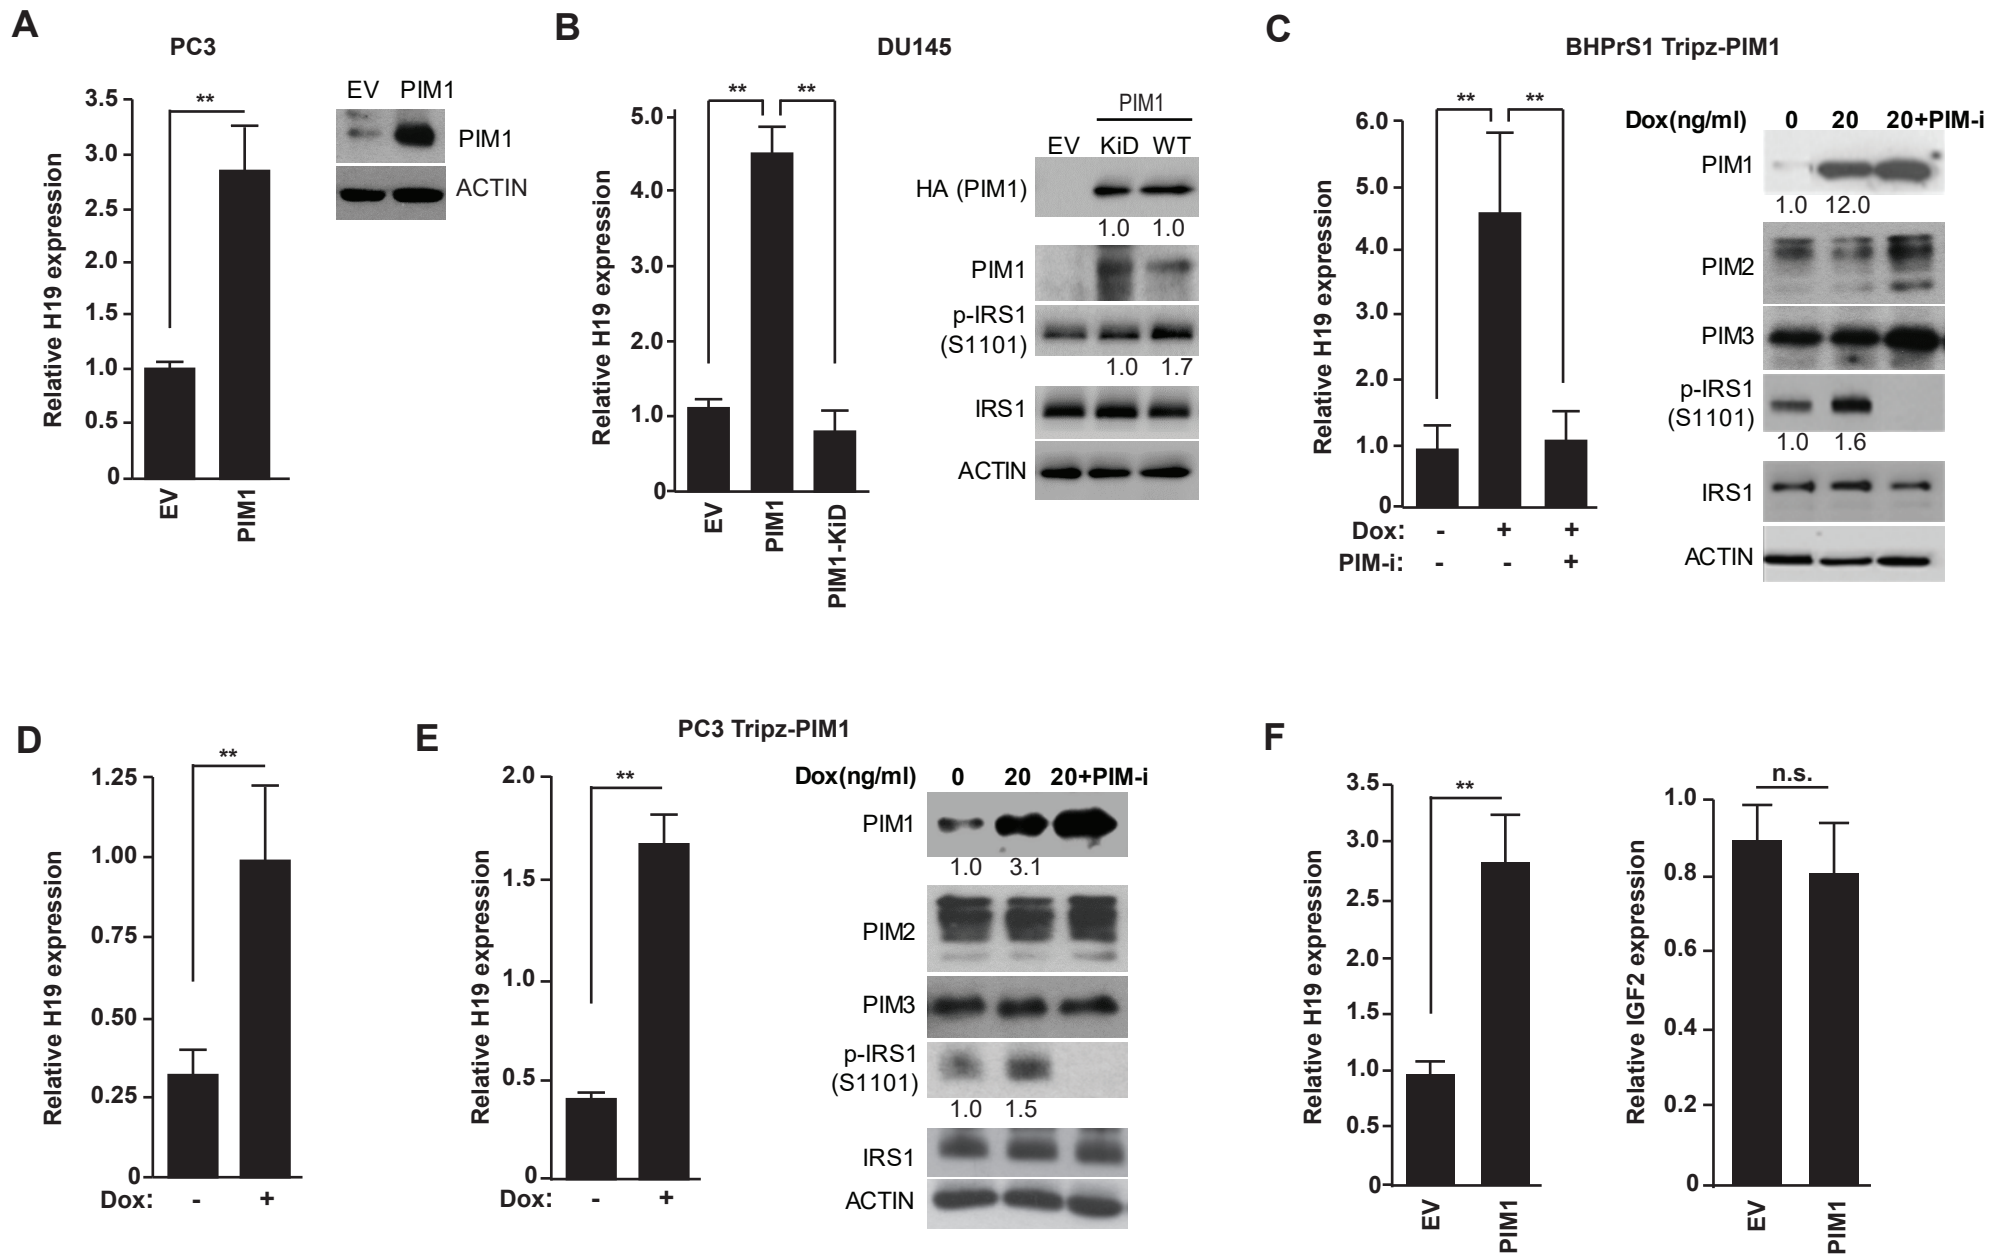 A
PC3
Relative H19 expression
3.5
3.0
2.5
2.0
1.5
1.0
0.5
0
**
EV
PIM1
EV PIM1
PIM1
ACTIN
B
DU145
Relative H19 expression
5.0
4.0
3.0
2.0
1.0
0
** **
EV
PIM1
PIM1-KiD
PIM1
EV KiD WT
HA (PIM1)
1.0 1.0
PIM1
p-IRS1
(S1101)
1.0 1.7
IRS1
ACTIN
C
BHPrS1 Tripz-PIM1
Relative H19 expression
6.0
5.0
4.0
3.0
2.0
1.0
0
** **
Dox: - + +
PIM-i: - - +
Dox(ng/ml) 0 20 20+PIM-i
PIM1
1.0 12.0
PIM2
PIM3
p-IRS1
(S1101)
1.0 1.6
IRS1
ACTIN
D
Relative H19 expression
1.25
1.00
0.75
0.50
0.25
0
**
Dox: - +
E
PC3 Tripz-PIM1
Relative H19 expression
2.0
1.5
1.0
0.5
0
**
Dox: - +
Dox(ng/ml) 0 20 20+PIM-i
PIM1
1.0 3.1
PIM2
PIM3
p-IRS1
(S1101)
1.0 1.5
IRS1
ACTIN
F
Relative H19 expression
3.5
3.0
2.5
2.0
1.5
1.0
0.5
0
**
EV
PIM1
Relative IGF2 expression
1.0
0.8
0.6
0.4
0.2
0
n.s.
EV
PIM1